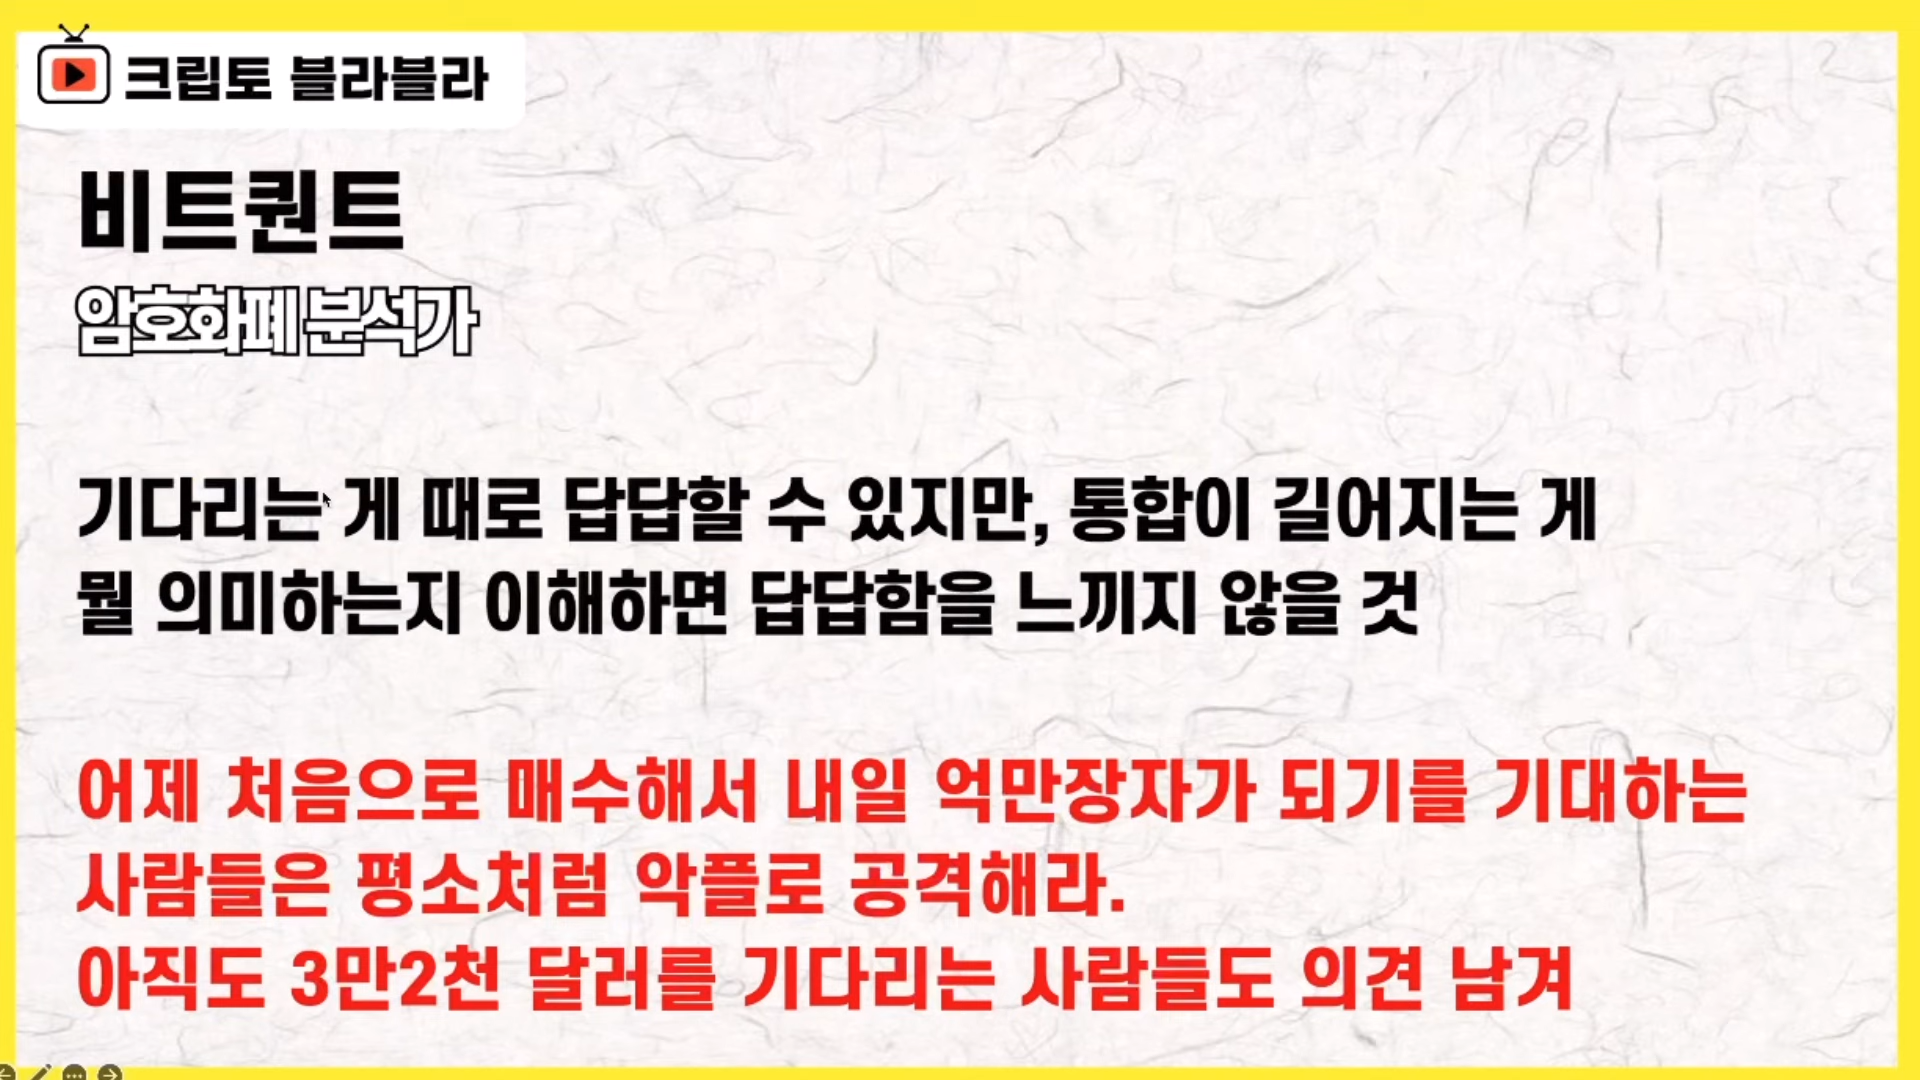 크립토 블라블라
비트퀀트
암호화폐 분석가
기다리는 게 때로 답답할 수 있지만, 통합이 길어지는 게
뭘 의미하는지 이해하면 답답함을 느끼지 않을 것
어제 처음으로 매수해서 내일 억만장자가 되기를 기대하는
사람들은 평소처럼 악플로 공격해라.
아직도 3만2천 달러를 기다리는 사람들도 의견 남겨